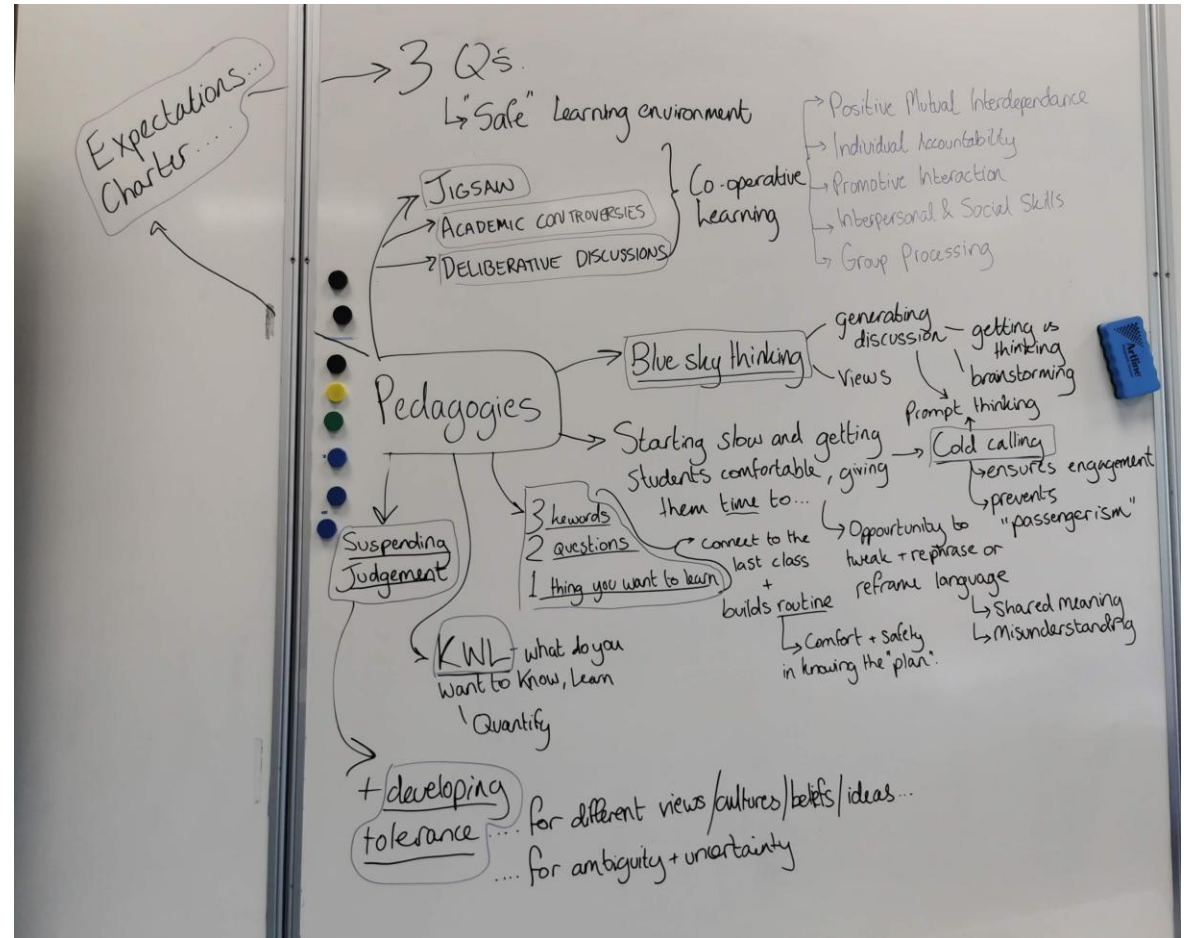 Expectations...
Charter....
3 Qs.
↳ "Safe" Learning environment
JIGSAW
ACADEMIC CONTROVERSIES
DELIBERATIVE DISCUSSIONS
Co-operative
Learning
Positive Mutual Interdependance
Individual Accountability
Promotive Interaction
Interpersonal & Social Skills
Group Processing
Pedagogies
Blue sky thinking
generating
discussion
getting us
thinking
brainstorming
Views
Prompt thinking
Starting slow and getting
students comfortable, giving
them time to...
Cold calling
ensures engagement
prevents
"passengerism"
Oppourtunity to
tweak + rephrase or
reframe language
↳ Shared meaning
↳ Misunderstanding
3 kewords
2 questions
1 thing you want to learn
connect to the
last class
+
builds routine
↳ Comfort + safety
in knowing the "plan".
Suspending
Judgement
KWL - what do you
want to Know, Learn
Quantify
+ developing
tolerance .... for different views/cultures/beliefs/ideas...
.... for ambiguity + uncertainty
Artline